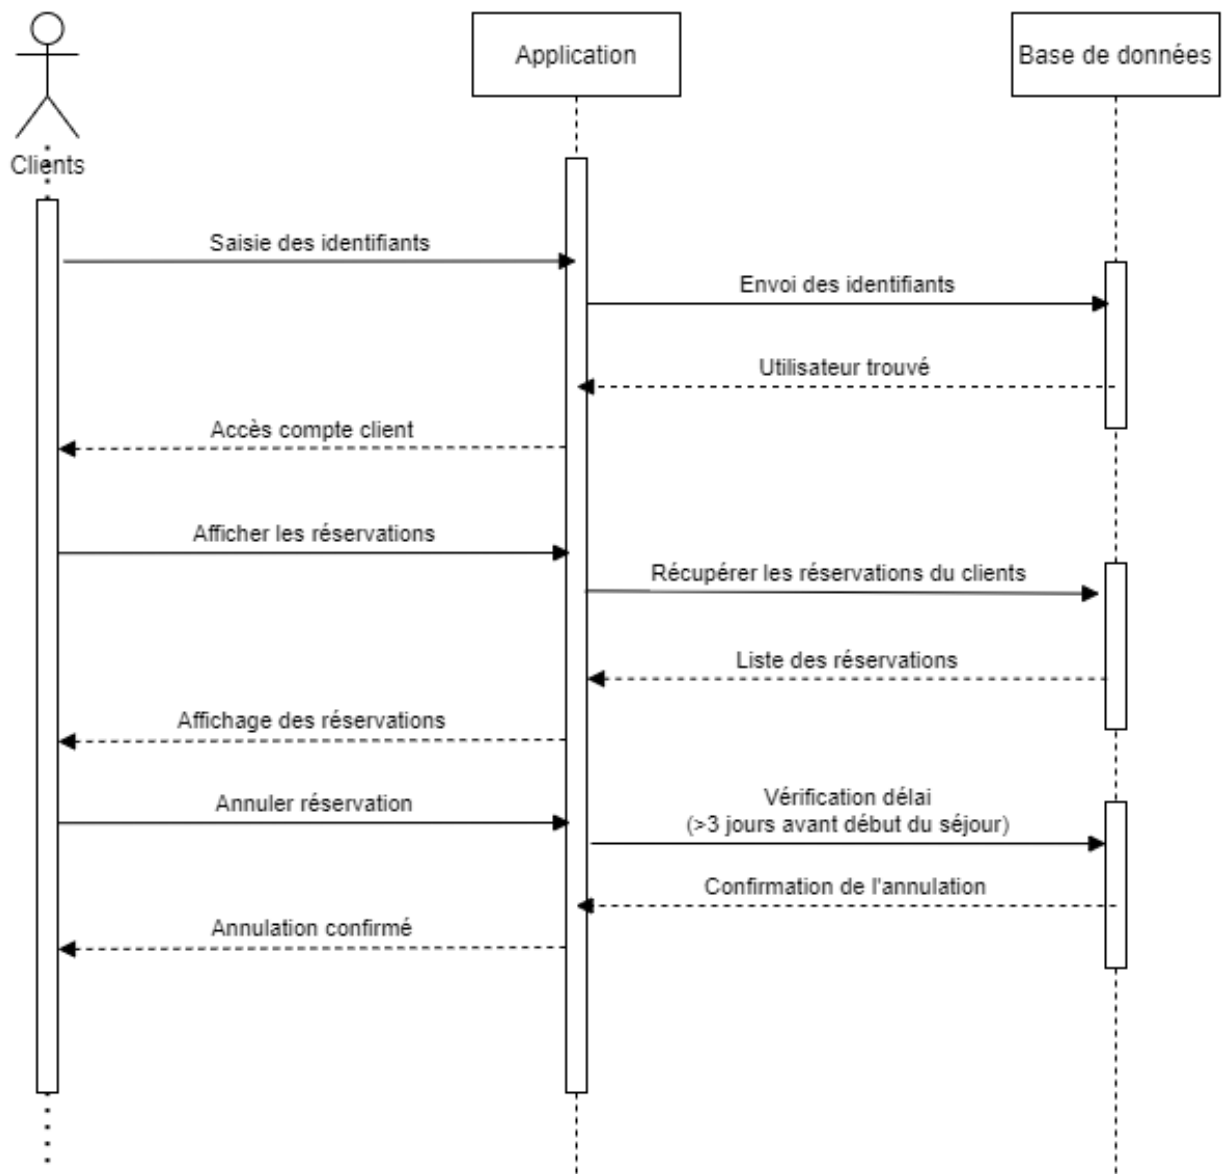 Clients
Application
Base de données
Saisie des identifiants
Envoi des identifiants
Utilisateur trouvé
Accès compte client
Afficher les réservations
Récupérer les réservations du clients
Liste des réservations
Affichage des réservations
Annuler réservation
Vérification délai
(>3 jours avant début du séjour)
Confirmation de l'annulation
Annulation confirmé